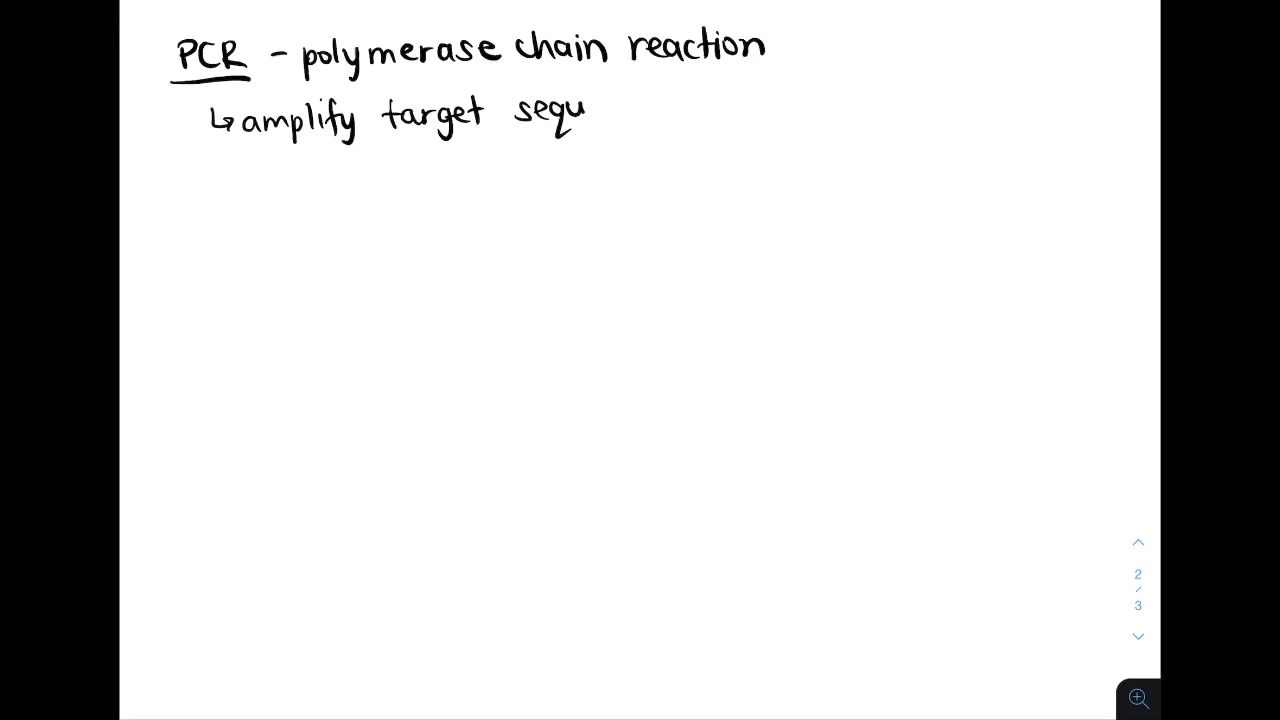 PCR - polymerase chain reaction
↳ amplify target sequ
2
/
3